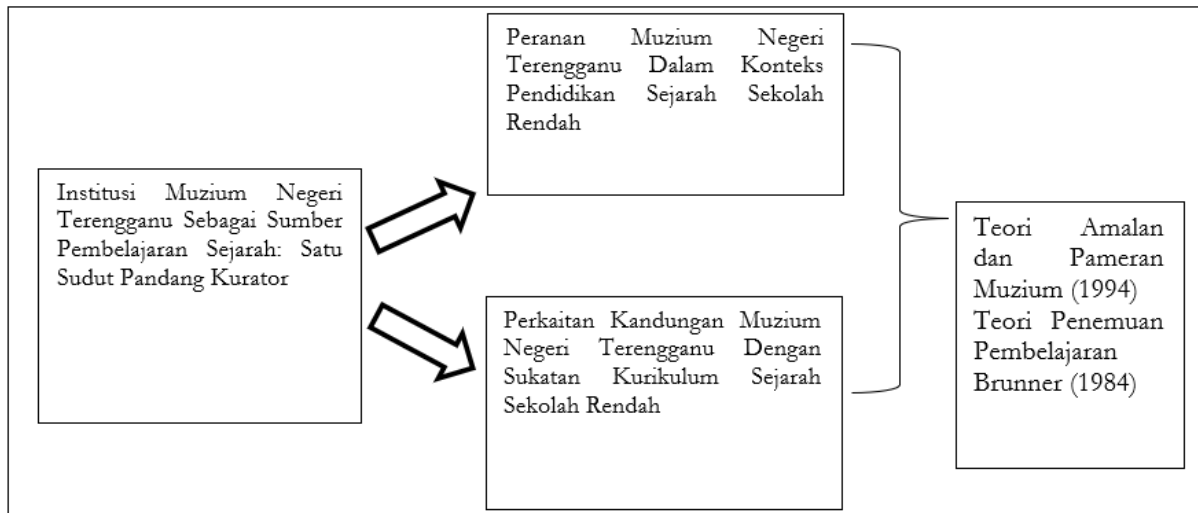 Institusi Muzium Negeri
Terengganu Sebagai Sumber
Pembelajaran Sejarah: Satu
Sudut Pandang Kurator
Peranan Muzium Negeri
Terengganu Dalam Konteks
Pendidikan Sejarah Sekolah
Rendah
Perkaitan Kandungan Muzium
Negeri Terengganu Dengan
Sukatan Kurikulum Sejarah
Sekolah Rendah
Teori Amalan
dan Pameran
Muzium (1994)
Teori Penemuan
Pembelajaran
Brunner (1984)